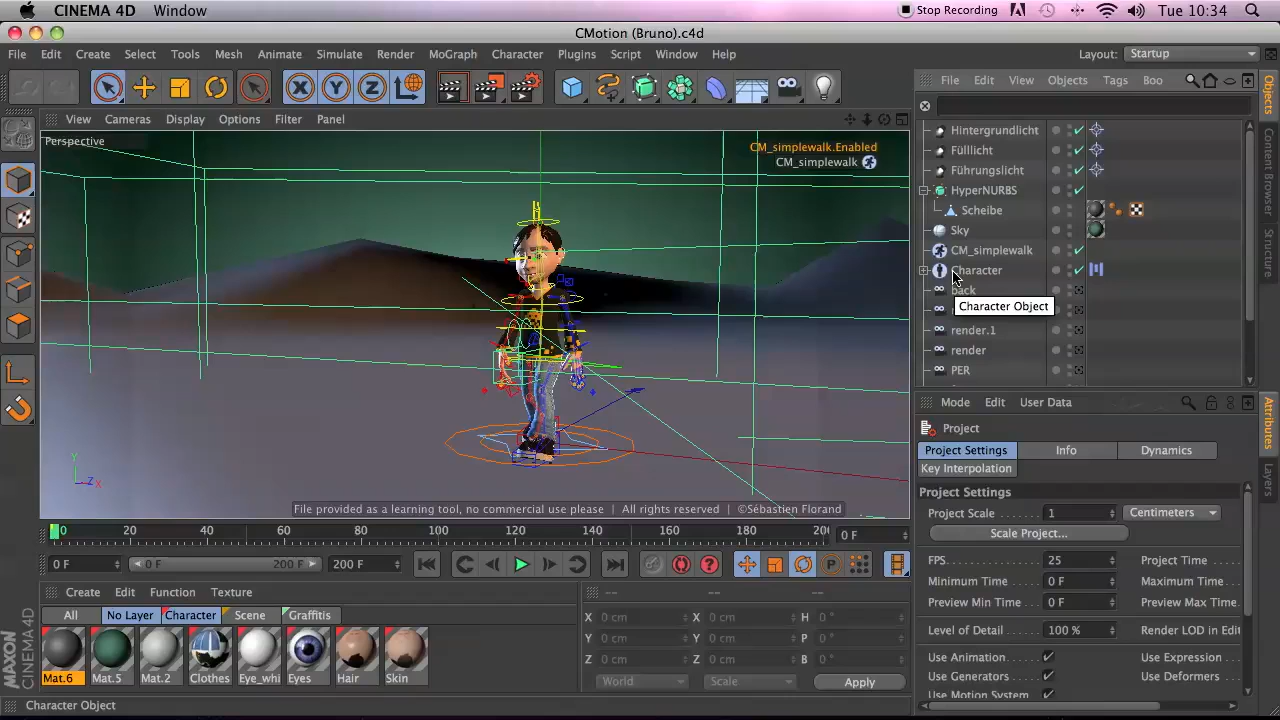 CINEMA 4D Window Stop Recording Tue 10:34
CMotion (Bruno).c4d
File Edit Create Select Tools Mesh Animate Simulate Render MoGraph Character Plugins Script Window Help Layout: Startup
File Edit View Objects Tags Boo
View Cameras Display Options Filter Panel
Perspective
CM_simplewalk.Enabled
CM_simplewalk
File provided as a learning tool, no commercial use please | All rights reserved | ©Sébastien Florand
Hintergrundlicht
Fülllicht
Führungslicht
HyperNURBS
Scheibe
Sky
CM_simplewalk
Character
back
Character Object
render.1
render
PER
Objects
Content Browser
Structure
Mode Edit User Data
Project
Project Settings Info Dynamics
Key Interpolation
Project Settings
Project Scale 1 Centimeters
Scale Project...
FPS 25 Project Time
Minimum Time 0 F Maximum Time
Preview Min Time 0 F Preview Max Time
Level of Detail 100 % Render LOD in Edit
Use Animation Use Expression
Use Generators Use Deformers
Use Motion System
Attributes
Layers
0 20 40 60 80 100 120 140 160 180 20 0 F
0 F 0 F 200 F 200 F
Create Edit Function Texture
All No Layer Character Scene Graffitis
Mat.6 Mat.5 Mat.2 Clothes Eye_whi Eyes Hair Skin
-- -- --
X 0 cm X 0 cm H 0 °
Y 0 cm Y 0 cm P 0 °
Z 0 cm Z 0 cm B 0 °
World Scale Apply
MAXON
CINEMA 4D
Character Object